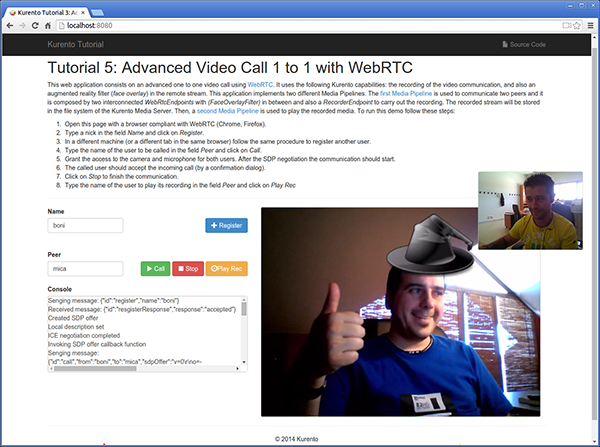 Kurento Tutorial 3: Ad
localhost:8080
Kurento Tutorial
Source Code
Tutorial 5: Advanced Video Call 1 to 1 with WebRTC
This web application consists on an advanced one to one video call using WebRTC. It uses the following Kurento capabilities: the recording of the video communication, and also an
augmented reality filter (face overlay) in the remote stream. This application implements two different Media Pipelines. The first Media Pipeline is used to communicate two peers and it
is composed by two interconnected WebRtcEndpoints with (FaceOverlayFilter) in between and also a RecorderEndpoint to carry out the recording. The recorded stream will be stored
in the file system of the Kurento Media Server. Then, a second Media Pipeline is used to play the recorded media. To run this demo follow these steps:
1. Open this page with a browser compliant with WebRTC (Chrome, Firefox).
2. Type a nick in the field Name and click on Register.
3. In a different machine (or a different tab in the same browser) follow the same procedure to register another user.
4. Type the name of the user to be called in the field Peer and click on Call.
5. Grant the access to the camera and microphone for both users. After the SDP negotiation the communication should start.
6. The called user should accept the incoming call (by a confirmation dialog).
7. Click on Stop to finish the communication.
8. Type the name of the user to play its recording in the field Peer and click on Play Rec
Name
boni
Register
Peer
mica
Call
Stop
Play Rec
Console
Senging message: {"id":"register","name":"boni"}
Received message: {"id":"resgisterResponse","response":"accepted"}
Created SDP offer
Local description set
ICE negotiation completed
Invoking SDP offer callback function
Senging message:
{"id":"call","from":"boni","to":"mica","sdpOffer":"v=0\r\no=-
© 2014 Kurento